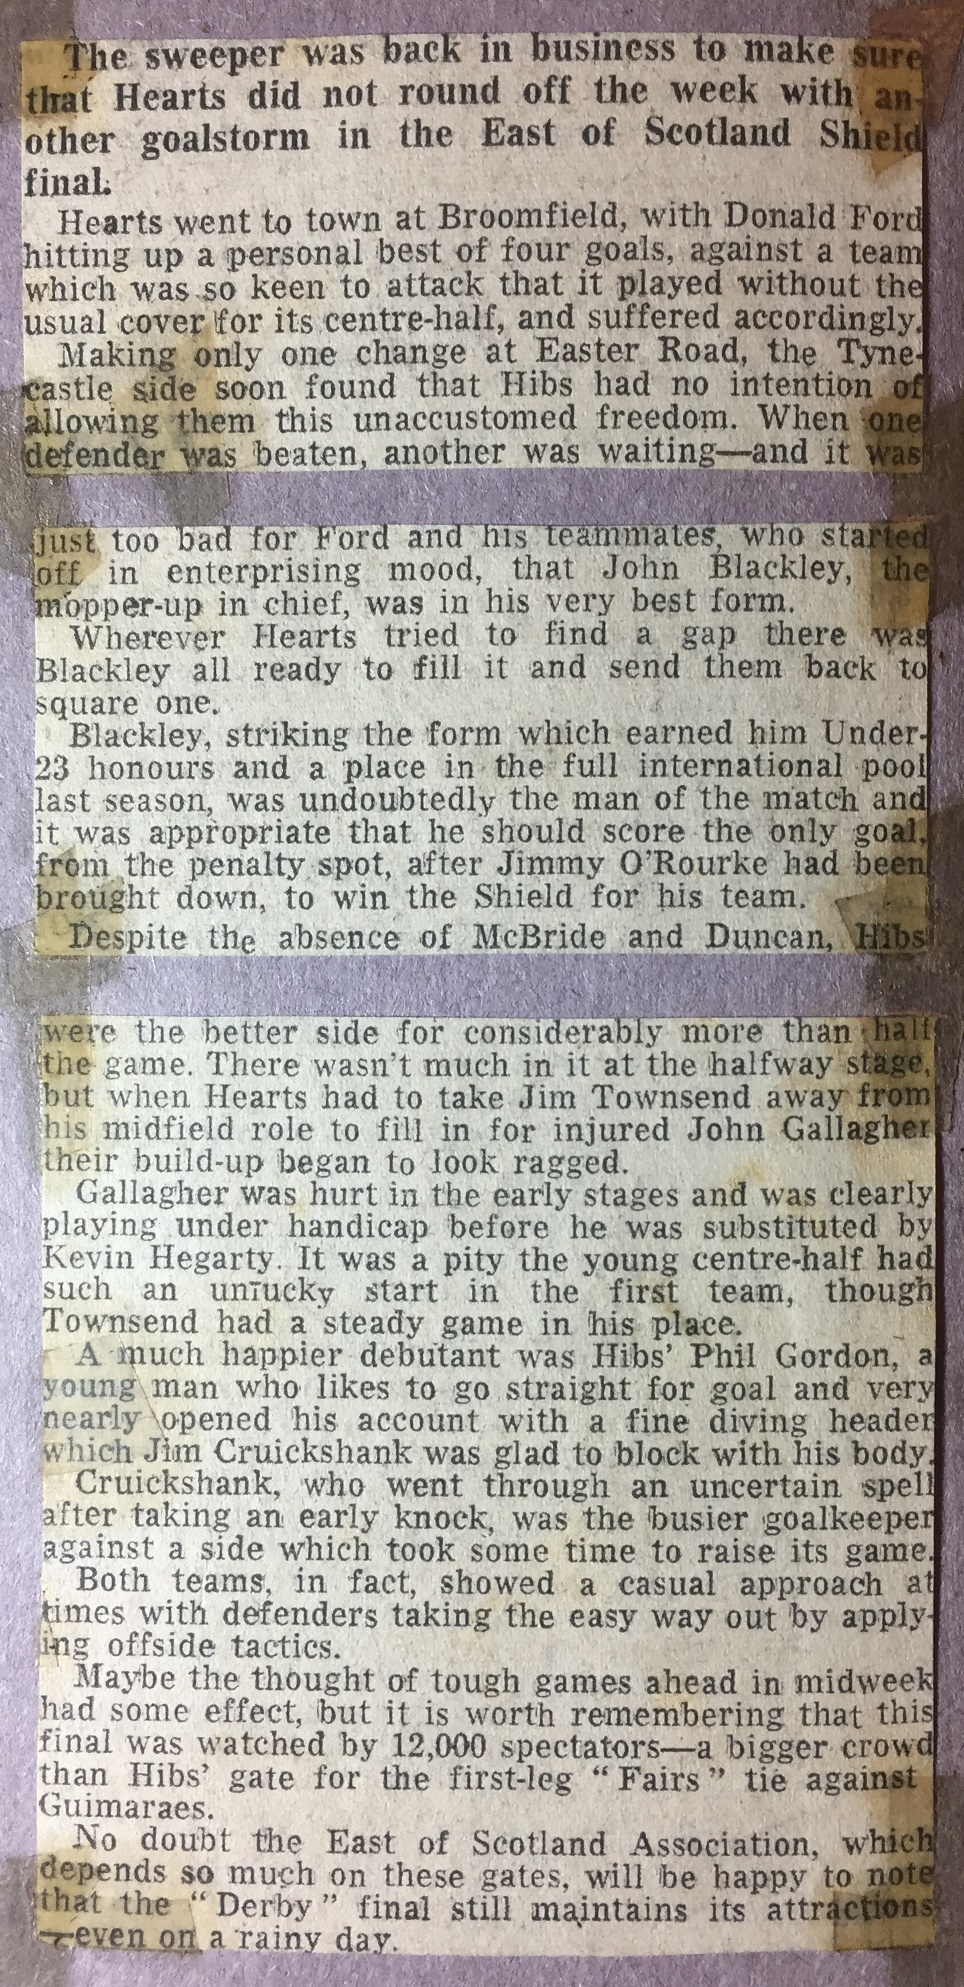 The sweeper was back in business to make sure
that Hearts did not round off the week with an-
other goalstorm in the East of Scotland Shield
final.
Hearts went to town at Broomfield, with Donald Ford
hitting up a personal best of four goals, against a team
which was so keen to attack that it played without the
usual cover for its centre-half, and suffered accordingly.
Making only one change at Easter Road, the Tyne-
castle side soon found that Hibs had no intention of
allowing them this unaccustomed freedom. When one
defender was beaten, another was waiting—and it was
just too bad for Ford and his teammates, who started
off in enterprising mood, that John Blackley, the
mopper-up in chief, was in his very best form.
Wherever Hearts tried to find a gap there was
Blackley all ready to fill it and send them back to
square one.
Blackley, striking the form which earned him Under-
23 honours and a place in the full international pool
last season, was undoubtedly the man of the match and
it was appropriate that he should score the only goal,
from the penalty spot, after Jimmy O'Rourke had been
brought down, to win the Shield for his team.
Despite the absence of McBride and Duncan, Hibs
were the better side for considerably more than half
the game. There wasn't much in it at the halfway stage,
but when Hearts had to take Jim Townsend away from
his midfield role to fill in for injured John Gallagher
their build-up began to look ragged.
Gallagher was hurt in the early stages and was clearly
playing under handicap before he was substituted by
Kevin Hegarty. It was a pity the young centre-half had
such an unlucky start in the first team, though
Townsend had a steady game in his place.
A much happier debutant was Hibs' Phil Gordon, a
young man who likes to go straight for goal and very
nearly opened his account with a fine diving header
which Jim Cruickshank was glad to block with his body.
Cruickshank, who went through an uncertain spell
after taking an early knock, was the busier goalkeeper
against a side which took some time to raise its game.
Both teams, in fact, showed a casual approach at
times with defenders taking the easy way out by apply-
ing offside tactics.
Maybe the thought of tough games ahead in midweek
had some effect, but it is worth remembering that this
final was watched by 12,000 spectators—a bigger crowd
than Hibs' gate for the first-leg "Fairs" tie against
Guimaraes.
No doubt the East of Scotland Association, which
depends so much on these gates, will be happy to note
that the "Derby" final still maintains its attractions
—even on a rainy day.